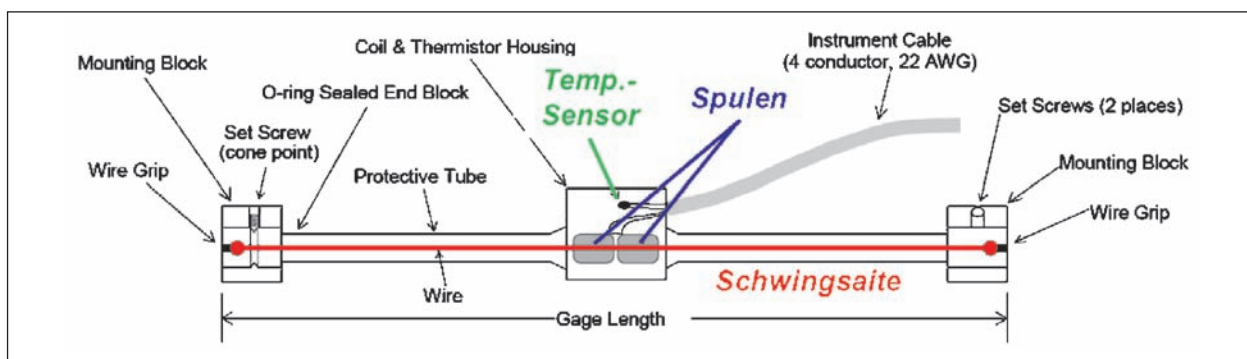 Mounting Block
Coil & Thermistor Housing
Instrument Cable
(4 conductor, 22 AWG)
O-ring Sealed End Block
Temp.-
Sensor
Spulen
Set Screws (2 places)
Set Screw
(cone point)
Wire Grip
Protective Tube
Mounting Block
Wire Grip
Wire
Schwingsaite
Gage Length